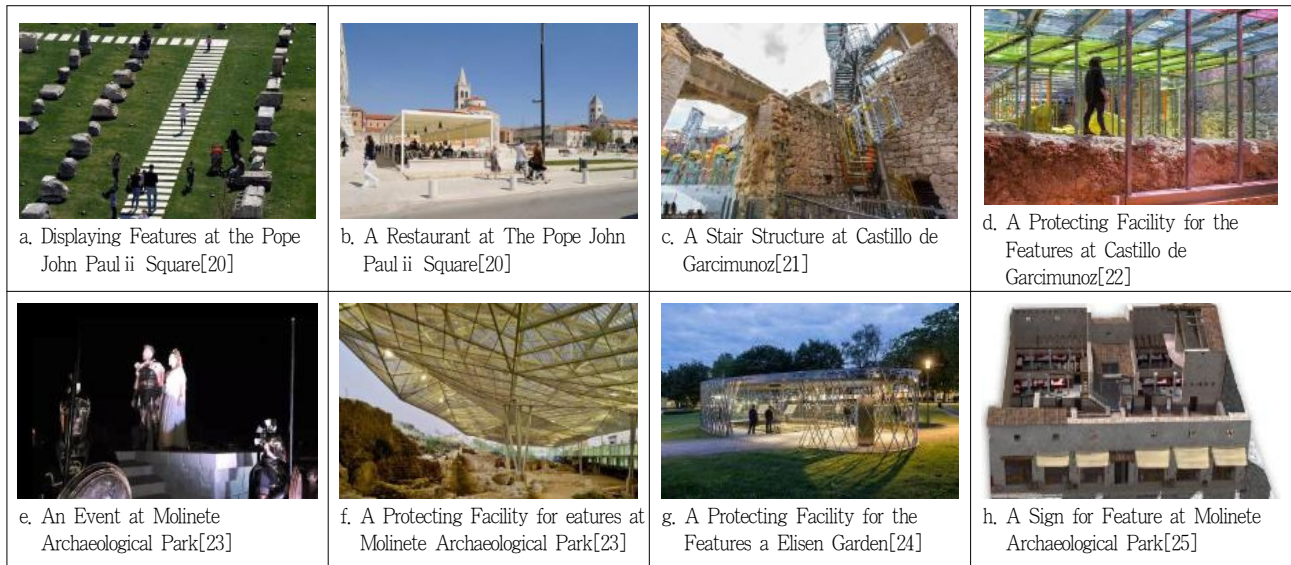 a. Displaying Features at the Pope
John Paul ii Square[20]
b. A Restaurant at The Pope John
Paul ii Square[20]
c. A Stair Structure at Castillo de
Garcimunoz[21]
d. A Protecting Facility for the
Features at Castillo de
Garcimunoz[22]
e. An Event at Molinete
Archaeological Park[23]
f. A Protecting Facility for eatures at
Molinete Archaeological Park[23]
g. A Protecting Facility for the
Features a Elisen Garden[24]
h. A Sign for Feature at Molinete
Archaeological Park[25]